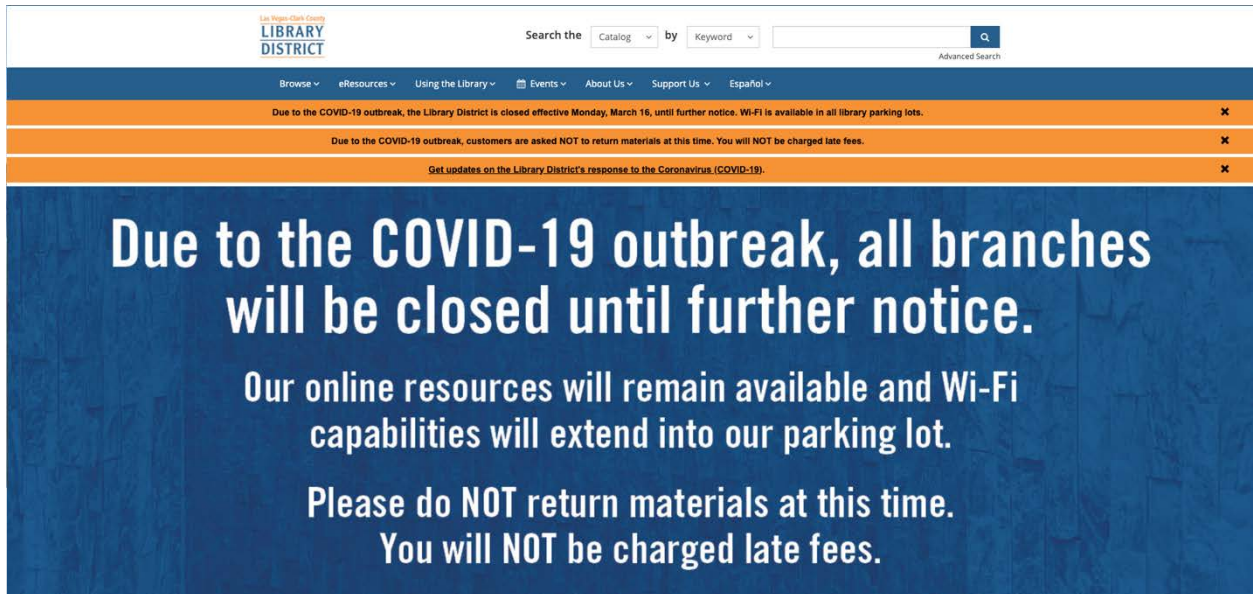 Las Vegas-Clark County
LIBRARY
DISTRICT
Search the Catalog by Keyword
Advanced Search
Browse eResources Using the Library Events About Us Support Us Español
Due to the COVID-19 outbreak, the Library District is closed effective Monday, March 16, until further notice. Wi-Fi is available in all library parking lots.
Due to the COVID-19 outbreak, customers are asked NOT to return materials at this time. You will NOT be charged late fees.
Get updates on the Library District's response to the Coronavirus (COVID-19).
Due to the COVID-19 outbreak, all branches
will be closed until further notice.
Our online resources will remain available and Wi-Fi
capabilities will extend into our parking lot.
Please do NOT return materials at this time.
You will NOT be charged late fees.